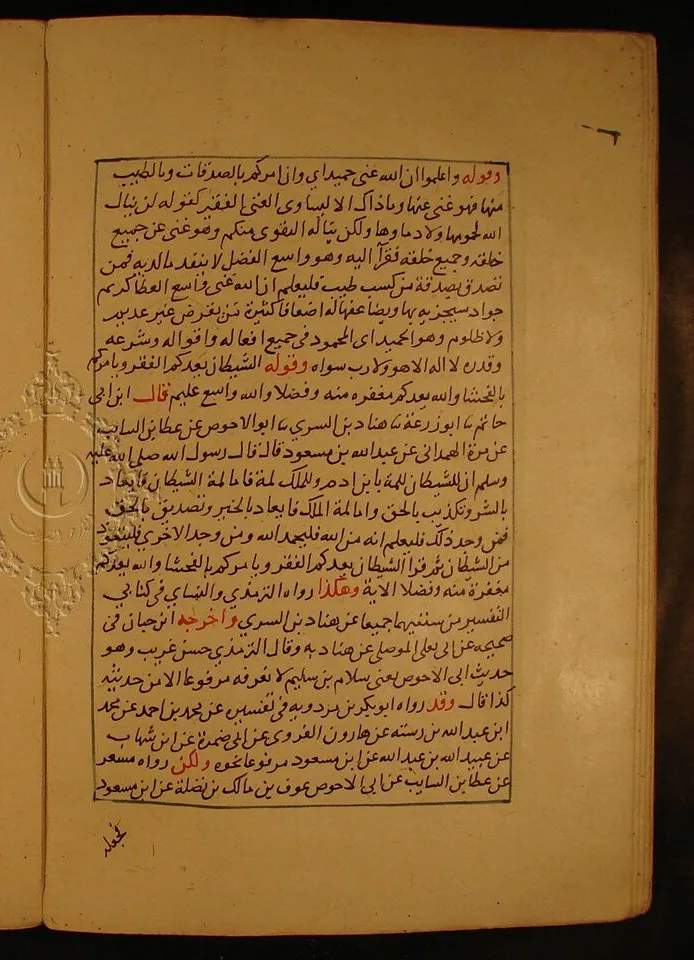 وقوله واعلموا ان الله غني حميد اي وان امركم بالصدقات وبالطيب
منها فهو غني عنها وما ذاك الا ليساوي الغني الفقير كقوله لن ينال
الله لحومها ولا دماوها ولكن يناله التقوى منكم وهو غني عن جميع
خلقه وجميع خلقه فقرآ اليه وهو واسع الفضل لا ينفد ما لديه فمن
تصدق بصدقة من كسب طيب فليعلم ان الله غني واسع العطا كريم
جواد سيجزيه بها ويضاعفها له اضعافا كثيرة من يقرض غير عديم
ولا ظلوم وهو الحميد اي المحمود في جميع افعاله واقواله وشرعه
وقدره لا اله الا هو ولا رب سواه وقوله الشيطان يعدكم الفقر ويامركم
بالفحشا والله يعدكم مغفره منه وفضلا والله واسع عليم قال ابن ابي
حاتم ثنا ابو زرعة ثنا هناد بن السري ثنا ابو الاحوص عن عطا بن السايب
عن مرة الهمداني عن عبد الله بن مسعود قال قال رسول الله صلى الله عليه
وسلم ان للشيطان للمة بابن ادم وللملك لمة فاما لمة الشيطان فايعاد
بالشر وتكذيب بالحق واما لمة الملك فايعاد بالخير وتصديق بالحق
فمن وجد ذلك فليعلم انه من الله فليحمد الله ومن وجد الاخرى فليتعوذ
من الشيطان ثم قرا الشيطان يعدكم الفقر ويامركم بالفحشا والله يعدكم
مغفرة منه وفضلا الاية وهكذا رواه الترمذي والنساي في كتابي
التفسير من سننيهما جميعا عن هناد بن السري واخرجه ابن حبان في
صحيحه عن ابي يعلى الموصلي عن هناد به وقال الترمذي حسن غريب وهو
حديث ابي الاحوص يعني سلام بن سليم لا نعرفه مرفوعا الا من حديثه
كذا قال وقد رواه ابو بكر بن مردويه في تفسيره عن محمد بن احمد عن محمد
ابن عبد الله بن رسته عن هارون الفروي عن ابي ضمرة عن ابن شهاب
عن عبيد الله بن عبد الله عن ابن مسعود مرفوعا نحوه ولكن رواه مسعر
عن عطا بن السايب عن ابي الاحوص عوف بن مالك بن نضلة عن ابن مسعود
فجعله